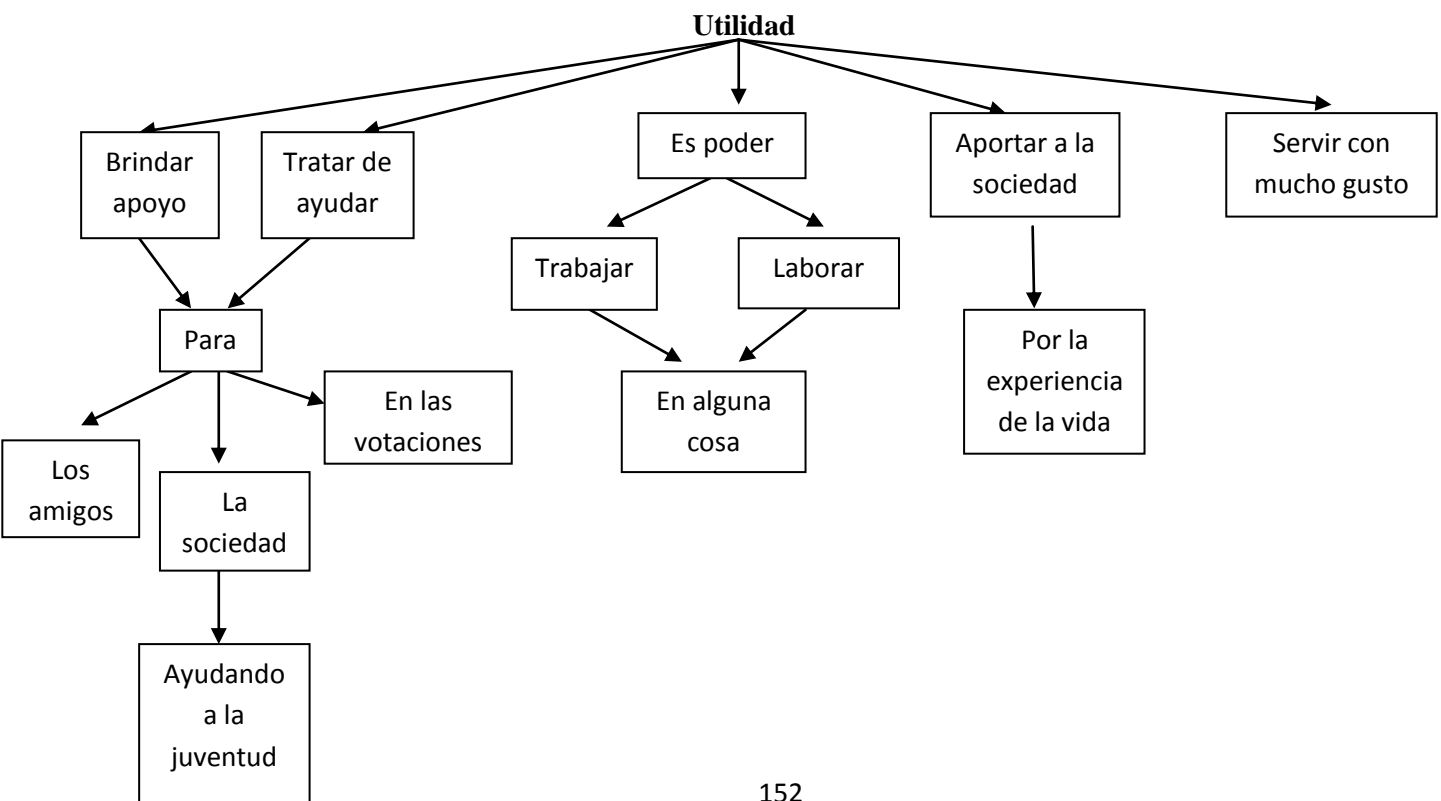 Utilidad
Brindar
apoyo
Tratar de
ayudar
Es poder
Aportar a la
sociedad
Servir con
mucho gusto
Trabajar
Laborar
Para
Por la
experiencia
de la vida
En las
votaciones
En alguna
cosa
Los
amigos
La
sociedad
Ayudando
a la
juventud
152